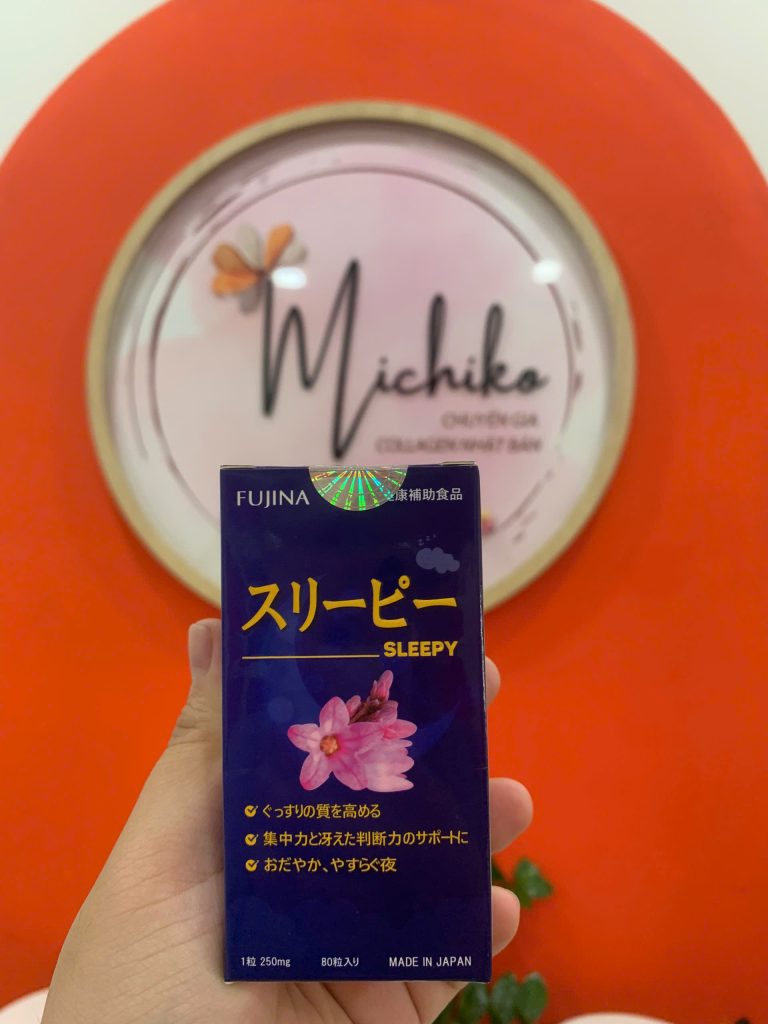 Michiko
CHUYÊN GIA
COLLAGEN NHẬT BẢN
FUJINA
康補助食品
スリーピー
SLEEPY
ぐっすりの質を高める
集中力と冴えた判断力のサポートに
おだやか、やすらぐ夜
1粒 250mg 80粒入り MADE IN JAPAN